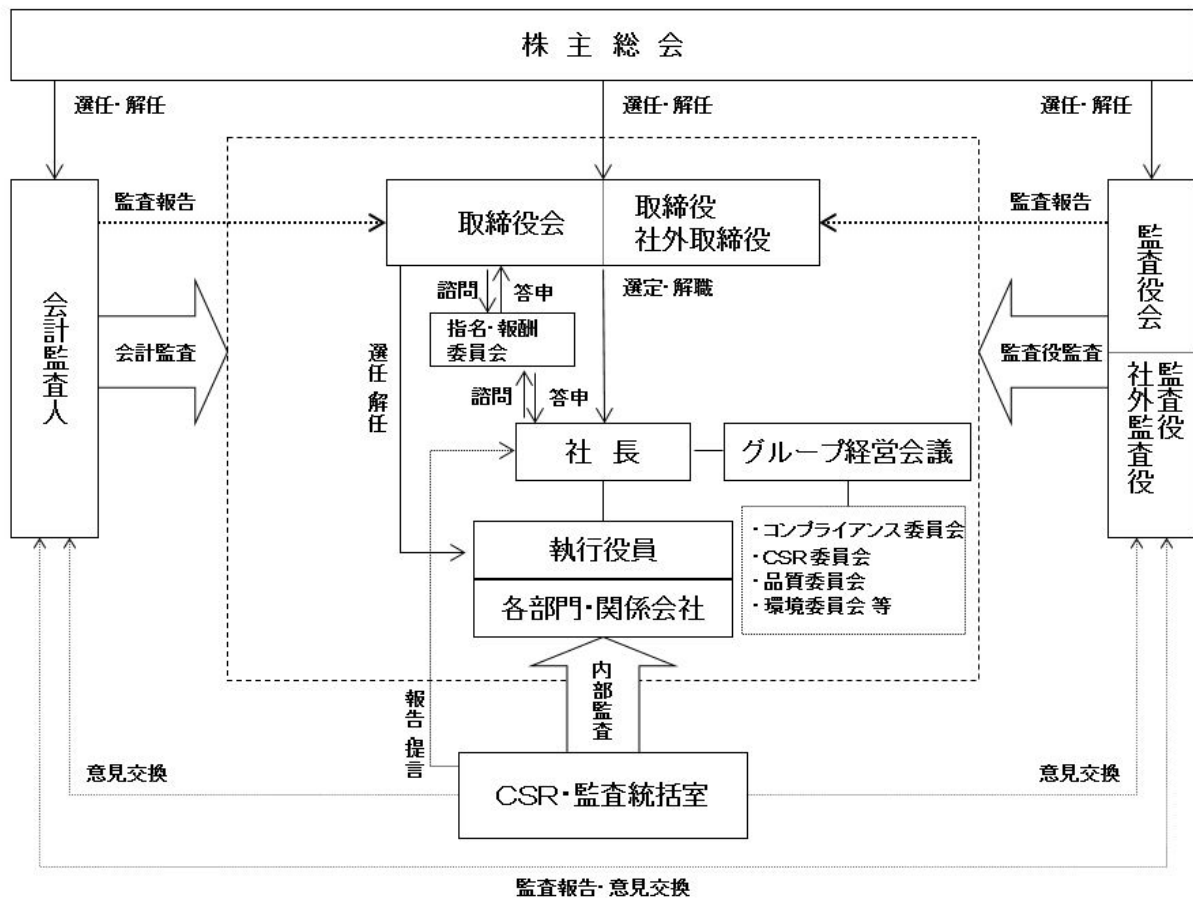 株 主 総 会
選任・解任
選任・解任
選任・解任
監査報告
取締役会
取締役
社外取締役
監査報告
会計監査人
監査役会
監査役
社外監査役
諮問
答申
選定・解職
会計監査
指名・報酬
委員会
監査役監査
選任・解任
諮問
答申
社 長
グループ経営会議
執行役員
各部門・関係会社
・コンプライアンス委員会
・CSR委員会
・品質委員会
・環境委員会 等
内部監査
報告・提言
意見交換
CSR・監査統括室
意見交換
監査報告・意見交換